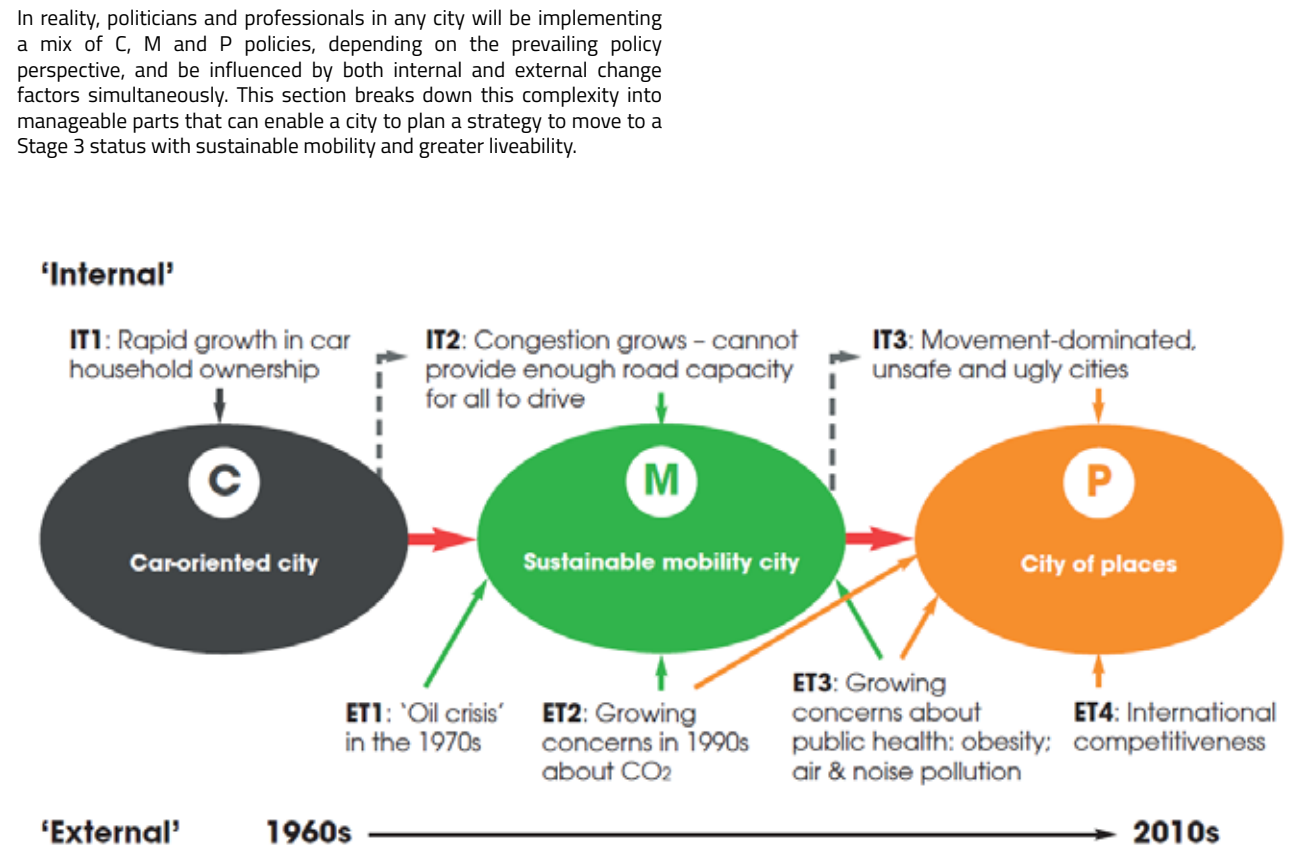 In reality, politicians and professionals in any city will be implementing
a mix of C, M and P policies, depending on the prevailing policy
perspective, and be influenced by both internal and external change
factors simultaneously. This section breaks down this complexity into
manageable parts that can enable a city to plan a strategy to move to a
Stage 3 status with sustainable mobility and greater liveability.
‘Internal’
IT1: Rapid growth in car
household ownership
IT2: Congestion grows – cannot
provide enough road capacity
for all to drive
IT3: Movement-dominated,
unsafe and ugly cities
C
Car-oriented city
M
Sustainable mobility city
P
City of places
ET1: ‘Oil crisis’
in the 1970s
ET2: Growing
concerns in 1990s
about CO2
ET3: Growing
concerns about
public health: obesity;
air & noise pollution
ET4: International
competitiveness
‘External’
1960s
2010s